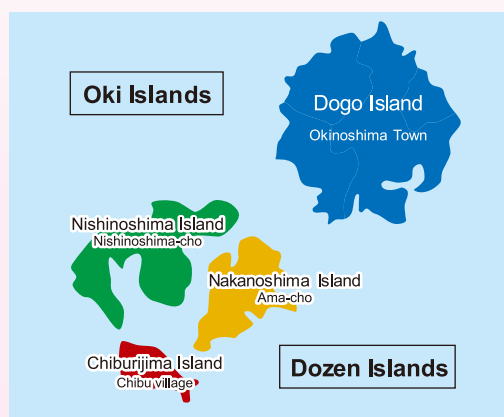 Oki Islands
Dogo Island
Okinoshima Town
Nishinoshima Island
Nishinoshima-cho
Nakanoshima Island
Ama-cho
Chiburijima Island
Chibu village
Dozen Islands